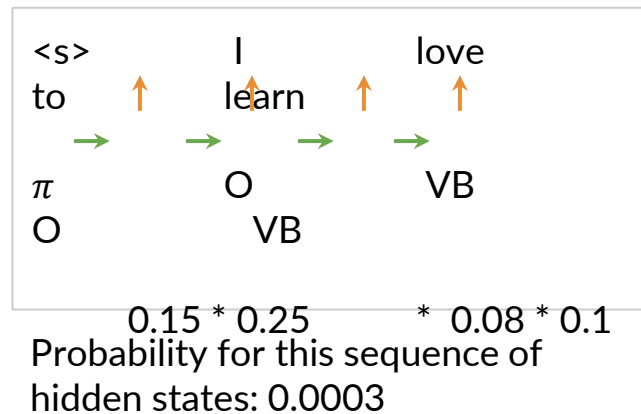 <s> I love
to learn
π O VB
O VB
0.15 * 0.25 * 0.08 * 0.1
Probability for this sequence of
hidden states: 0.0003